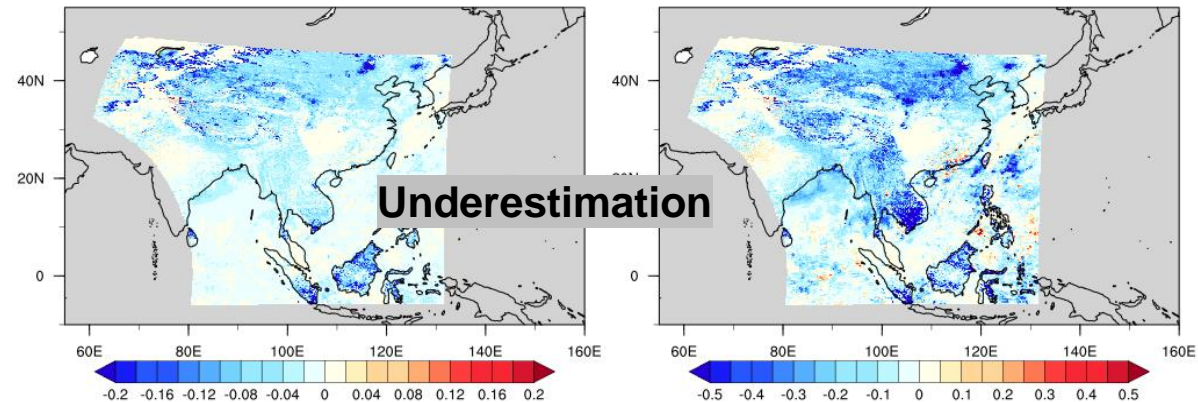 40N
20N
0
60E 80E 100E 120E 140E 160E
-0.2 -0.16 -0.12 -0.08 -0.04 0 0.04 0.08 0.12 0.16 0.2
Underestimation
40N
0
60E 80E 100E 120E 140E 160E
-0.5 -0.4 -0.3 -0.2 -0.1 0 0.1 0.2 0.3 0.4 0.5